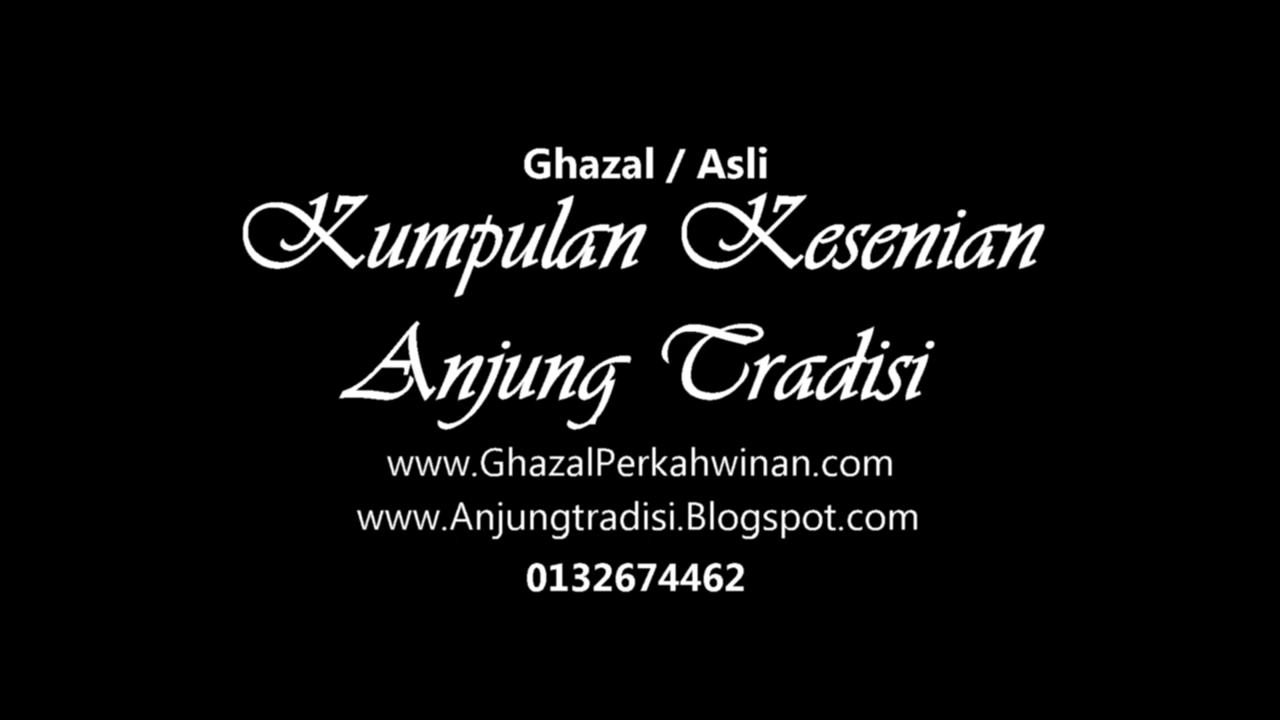 Ghazal / Asli
Kumpulan Kesenian
Anjung Tradisi
www.GhazalPerkahwinan.com
www.Anjungtradisi.Blogspot.com
0132674462